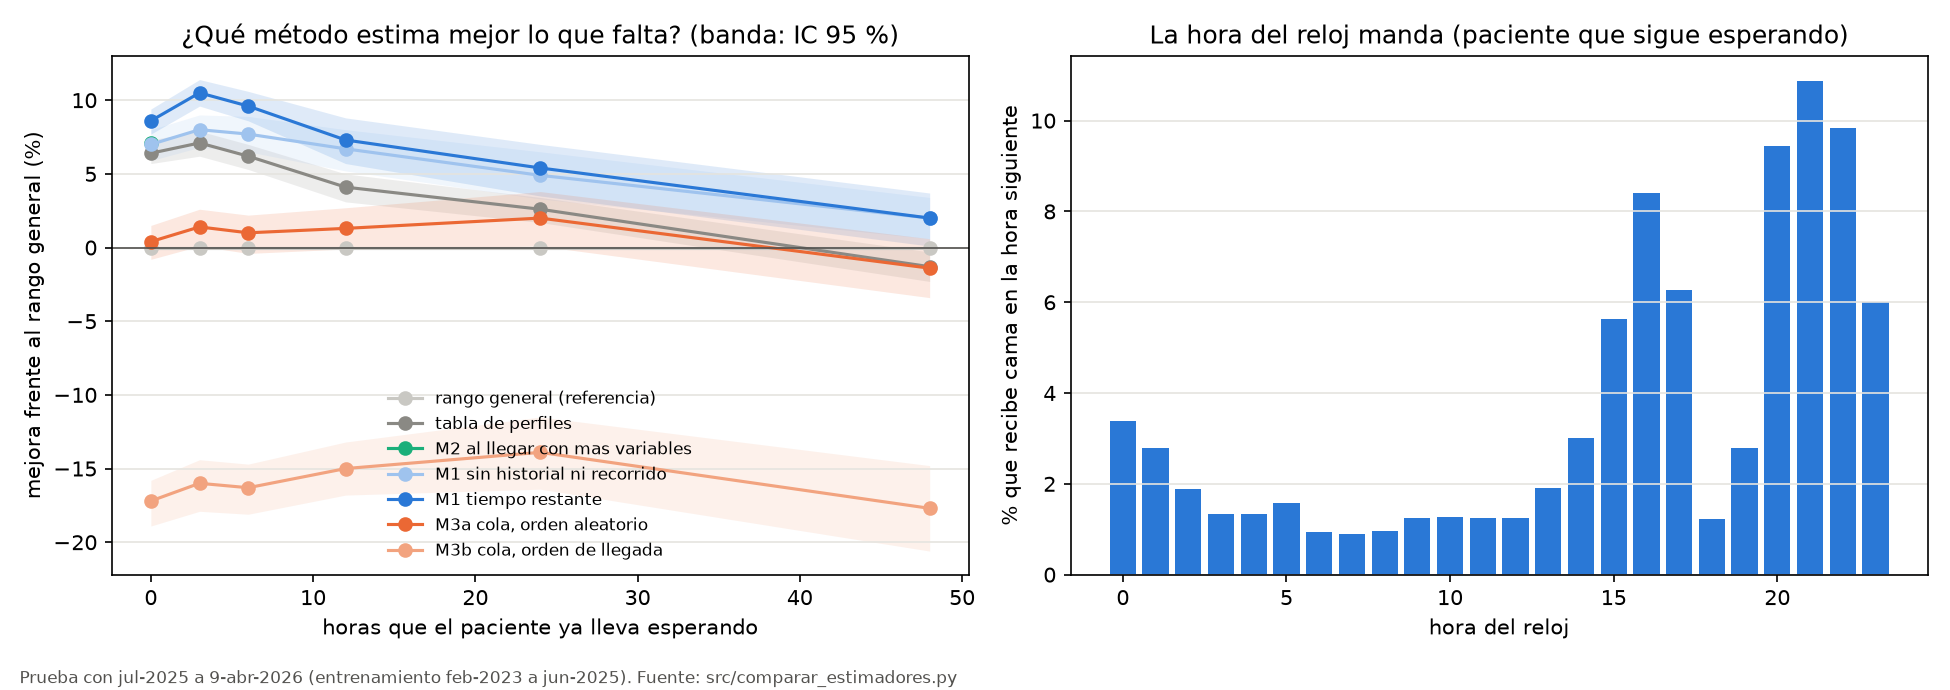 ¿Qué método estima mejor lo que falta? (banda: IC 95 %)
mejora frente al rango general (%)
10
5
0
−5
−10
−15
−20
rango general (referencia)
tabla de perfiles
M2 al llegar con mas variables
M1 sin historial ni recorrido
M1 tiempo restante
M3a cola, orden aleatorio
M3b cola, orden de llegada
0 10 20 30 40 50
horas que el paciente ya lleva esperando
La hora del reloj manda (paciente que sigue esperando)
% que recibe cama en la hora siguiente
10
8
6
4
2
0
0 5 10 15 20
hora del reloj
Prueba con jul-2025 a 9-abr-2026 (entrenamiento feb-2023 a jun-2025). Fuente: src/comparar_estimadores.py